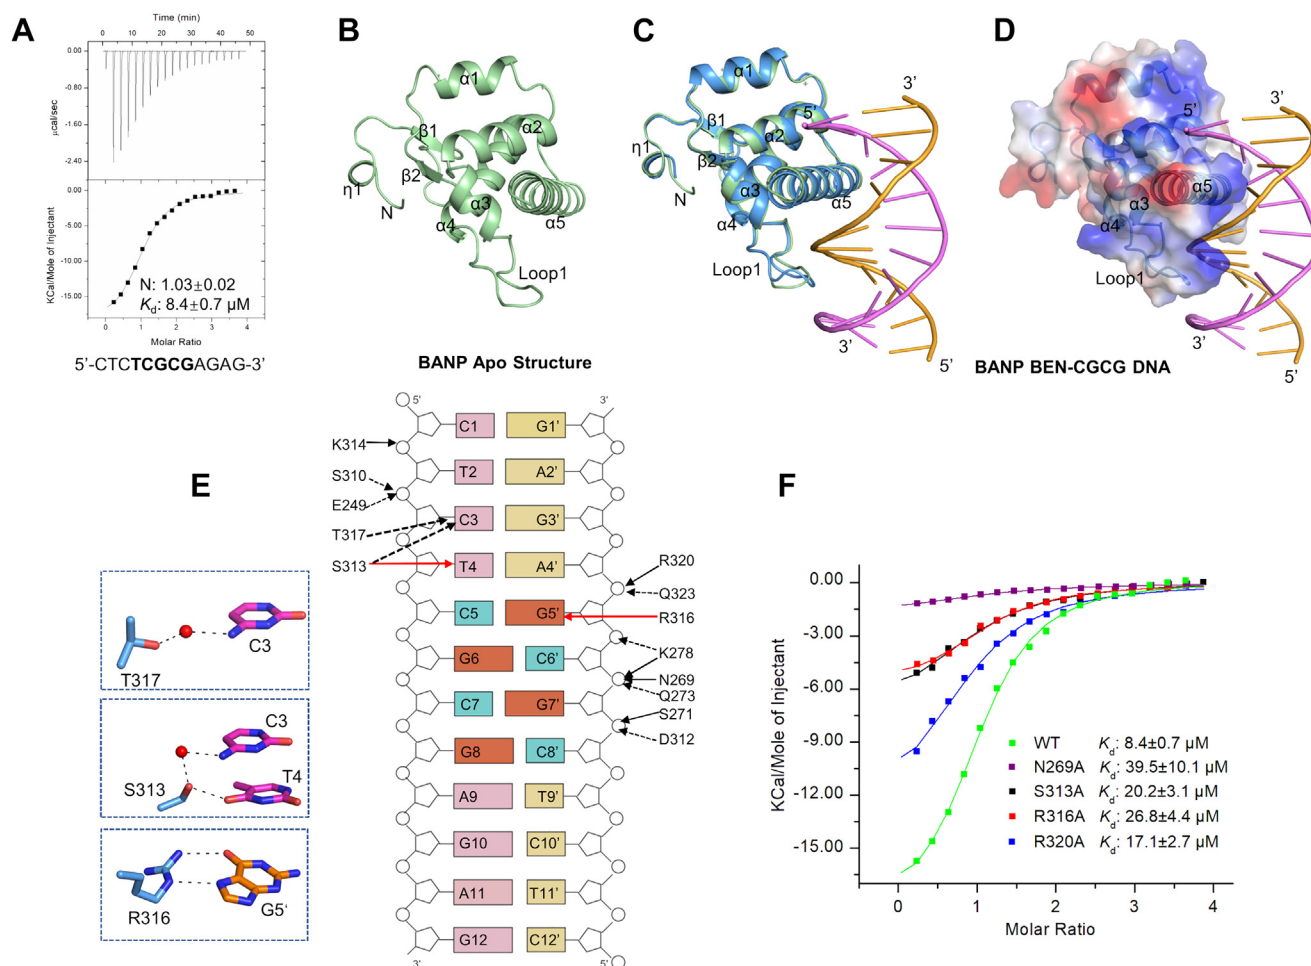 A
Time (min)
0 10 20 30 40 50
0.00
-0.80
-1.60
-2.40
µcal/sec
0.00
-5.00
-10.00
-15.00
KCal/Mole of Injectant
N: 1.03±0.02
Kd: 8.4±0.7 µM
0 1 2 3 4
Molar Ratio
5'-CTCTCGCGAGAG-3'
B
α1
β1
α2
η1
β2
N
α3
α4
α5
Loop1
BANP Apo Structure
C
α1
3'
5'
β1
α2
η1
β2
N
α3
α5
α4
Loop1
3'
5'
D
3'
5'
α5
α3
α4
Loop1
3'
5'
BANP BEN-CGCG DNA
E
T317
C3
C3
T4
S313
R316
G5‘
5' 3'
C1 G1'
K314
T2 A2'
S310
E249
C3 G3'
T317
S313
T4 A4'
R320
Q323
C5 G5'
R316
G6 C6'
K278
N269
Q273
C7 G7'
S271
D312
G8 C8'
A9 T9'
G10 C10'
A11 T11'
G12 C12'
3' 5'
F
0.00
-3.00
-6.00
-9.00
-12.00
-15.00
KCal/Mole of Injectant
WT Kd: 8.4±0.7 µM
N269A Kd: 39.5±10.1 µM
S313A Kd: 20.2±3.1 µM
R316A Kd: 26.8±4.4 µM
R320A Kd: 17.1±2.7 µM
0 1 2 3 4
Molar Ratio